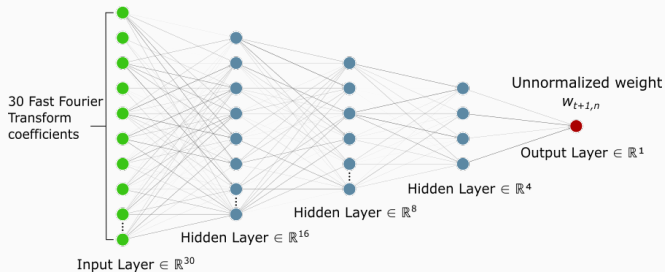 30 Fast Fourier
Transform
coefficients
Unnormalized weight
wₜ₊₁,ₙ
Output Layer ∈ ℝ¹
Hidden Layer ∈ ℝ⁴
Hidden Layer ∈ ℝ⁸
Hidden Layer ∈ ℝ¹⁶
Input Layer ∈ ℝ³⁰